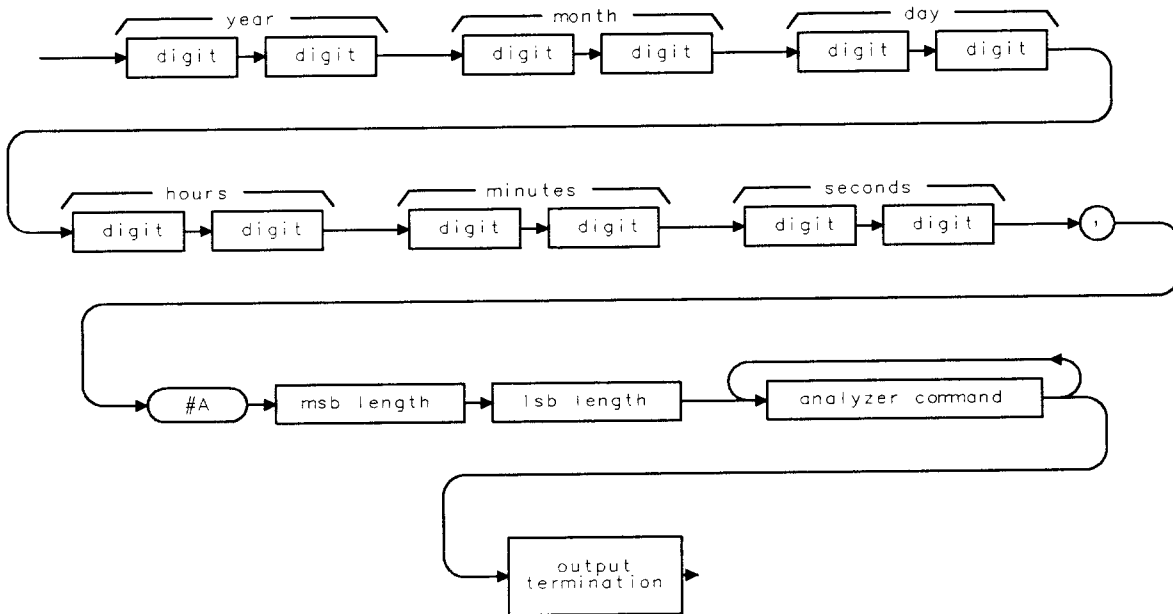 year month day
digit digit digit digit digit digit
hours minutes seconds
digit digit digit digit digit digit ,
#A msb length lsb length analyzer command
output
termination